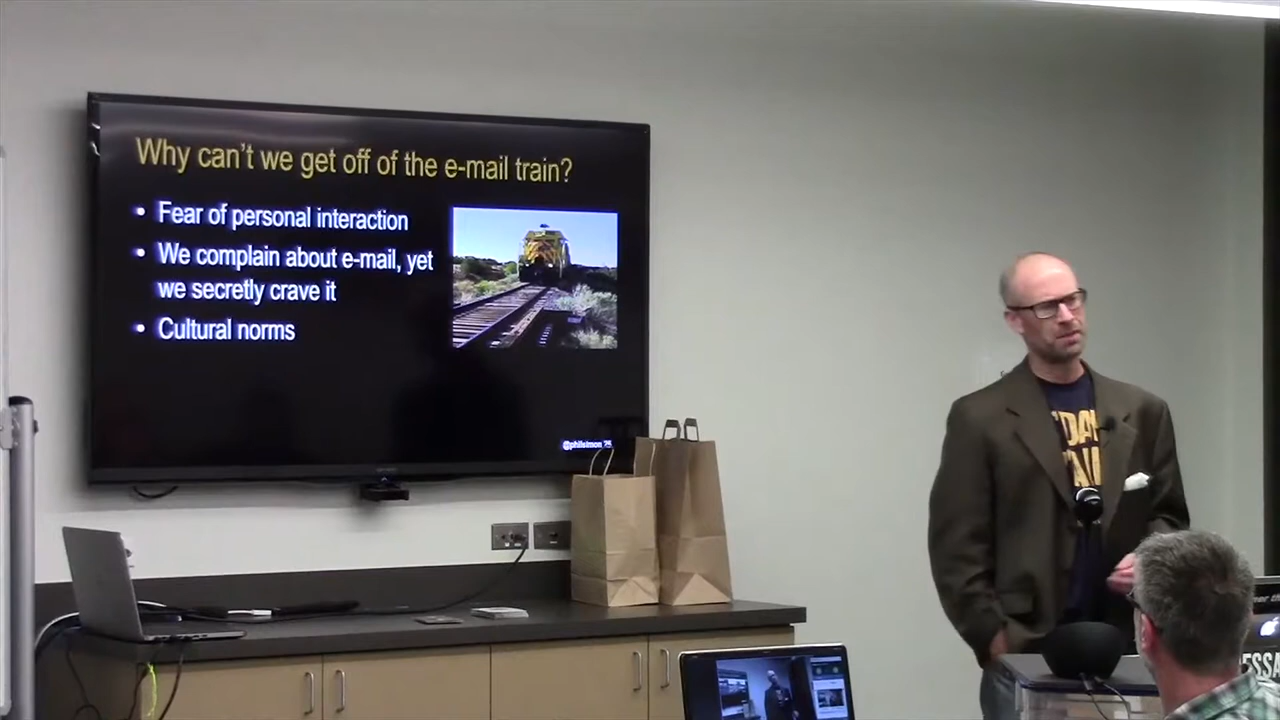 Why can't we get off of the e-mail train?
• Fear of personal interaction
• We complain about e-mail, yet
we secretly crave it
• Cultural norms
@philsimon